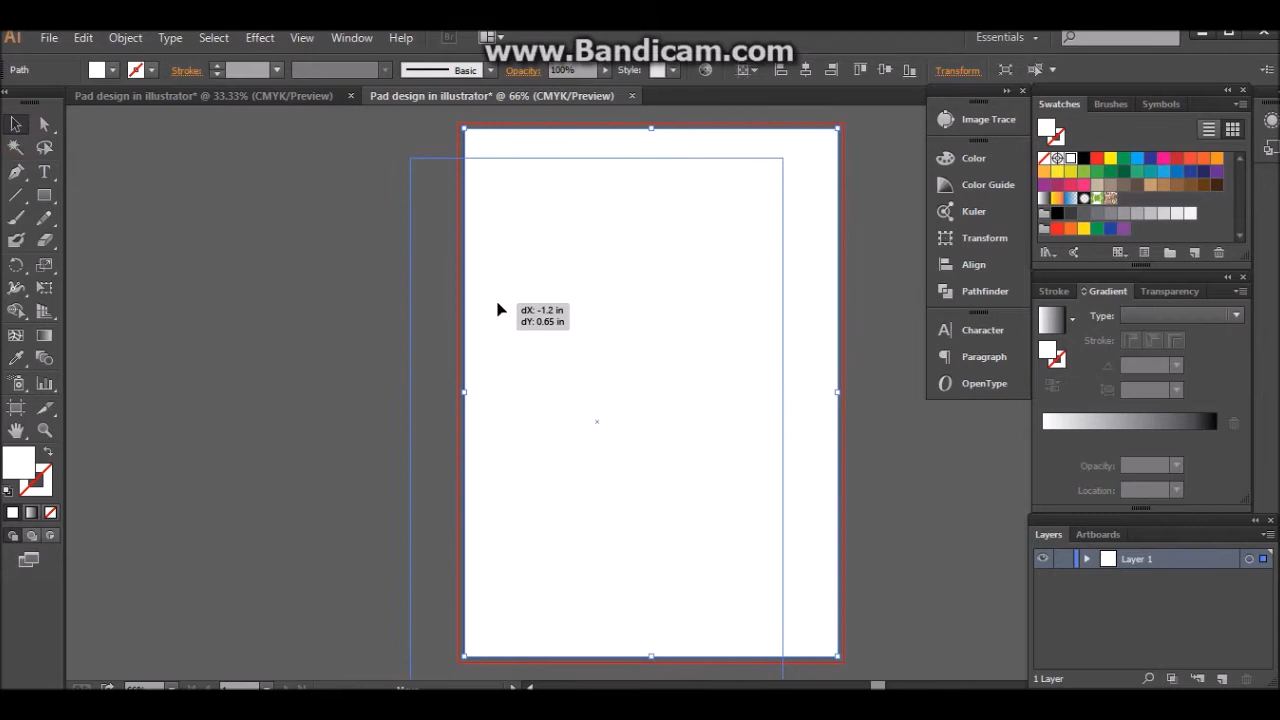 www.Bandicam.com
Ai File Edit Object Type Select Effect View Window Help Br Essentials
Path Stroke: Basic Opacity: 100% Style: Transform
Pad design in illustrator* @ 33.33% (CMYK/Preview) × Pad design in illustrator* @ 66% (CMYK/Preview) ×
Image Trace
Color
Color Guide
Kuler
Transform
Align
Pathfinder
Character
Paragraph
OpenType
Swatches Brushes Symbols
Stroke Gradient Transparency
Type:
Stroke:
Opacity:
Location:
Layers Artboards
Layer 1
1 Layer
dX: -1.2 in
dY: 0.65 in